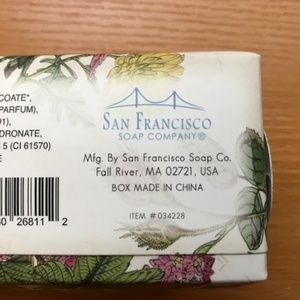 COATE*,
PARFUM),
91),
DRONATE,
N 5 (CI 61570)
E
26811 2
SAN FRANCISCO
SOAP COMPANY®
Mfg. By San Francisco Soap Co.
Fall River, MA 02721, USA
BOX MADE IN CHINA
ITEM # 034228